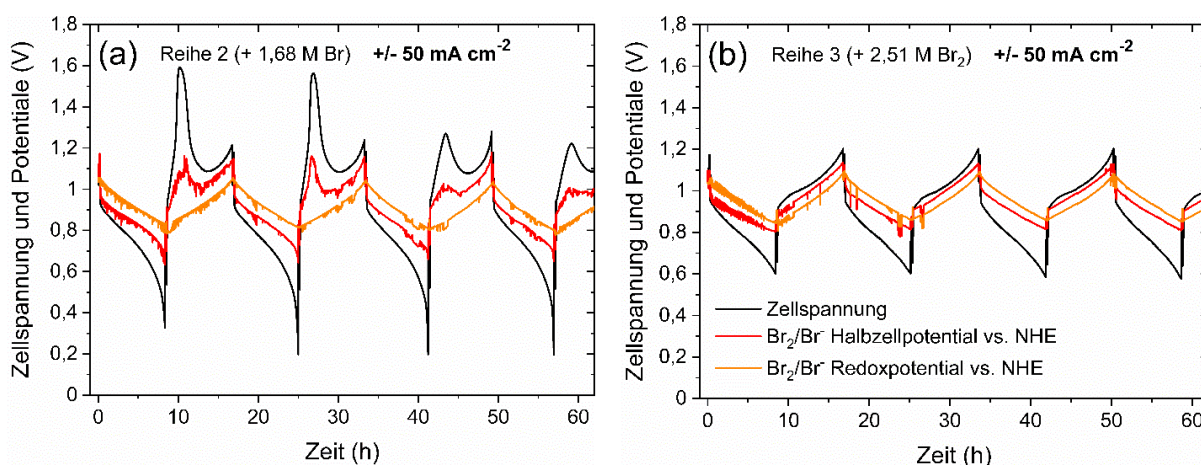 (a) Reihe 2 (+ 1,68 M Br) +/- 50 mA cm-2
Zellspannung und Potentiale (V)
1,8
1,6
1,4
1,2
1
0,8
0,6
0,4
0,2
0
0 10 20 30 40 50 60
Zeit (h)
(b) Reihe 3 (+ 2,51 M Br2) +/- 50 mA cm-2
Zellspannung und Potentiale (V)
1,8
1,6
1,4
1,2
1,0
0,8
0,6
0,4
0,2
0,0
Zellspannung
Br2/Br- Halbzellpotential vs. NHE
Br2/Br- Redoxpotential vs. NHE
0 10 20 30 40 50 60
Zeit (h)